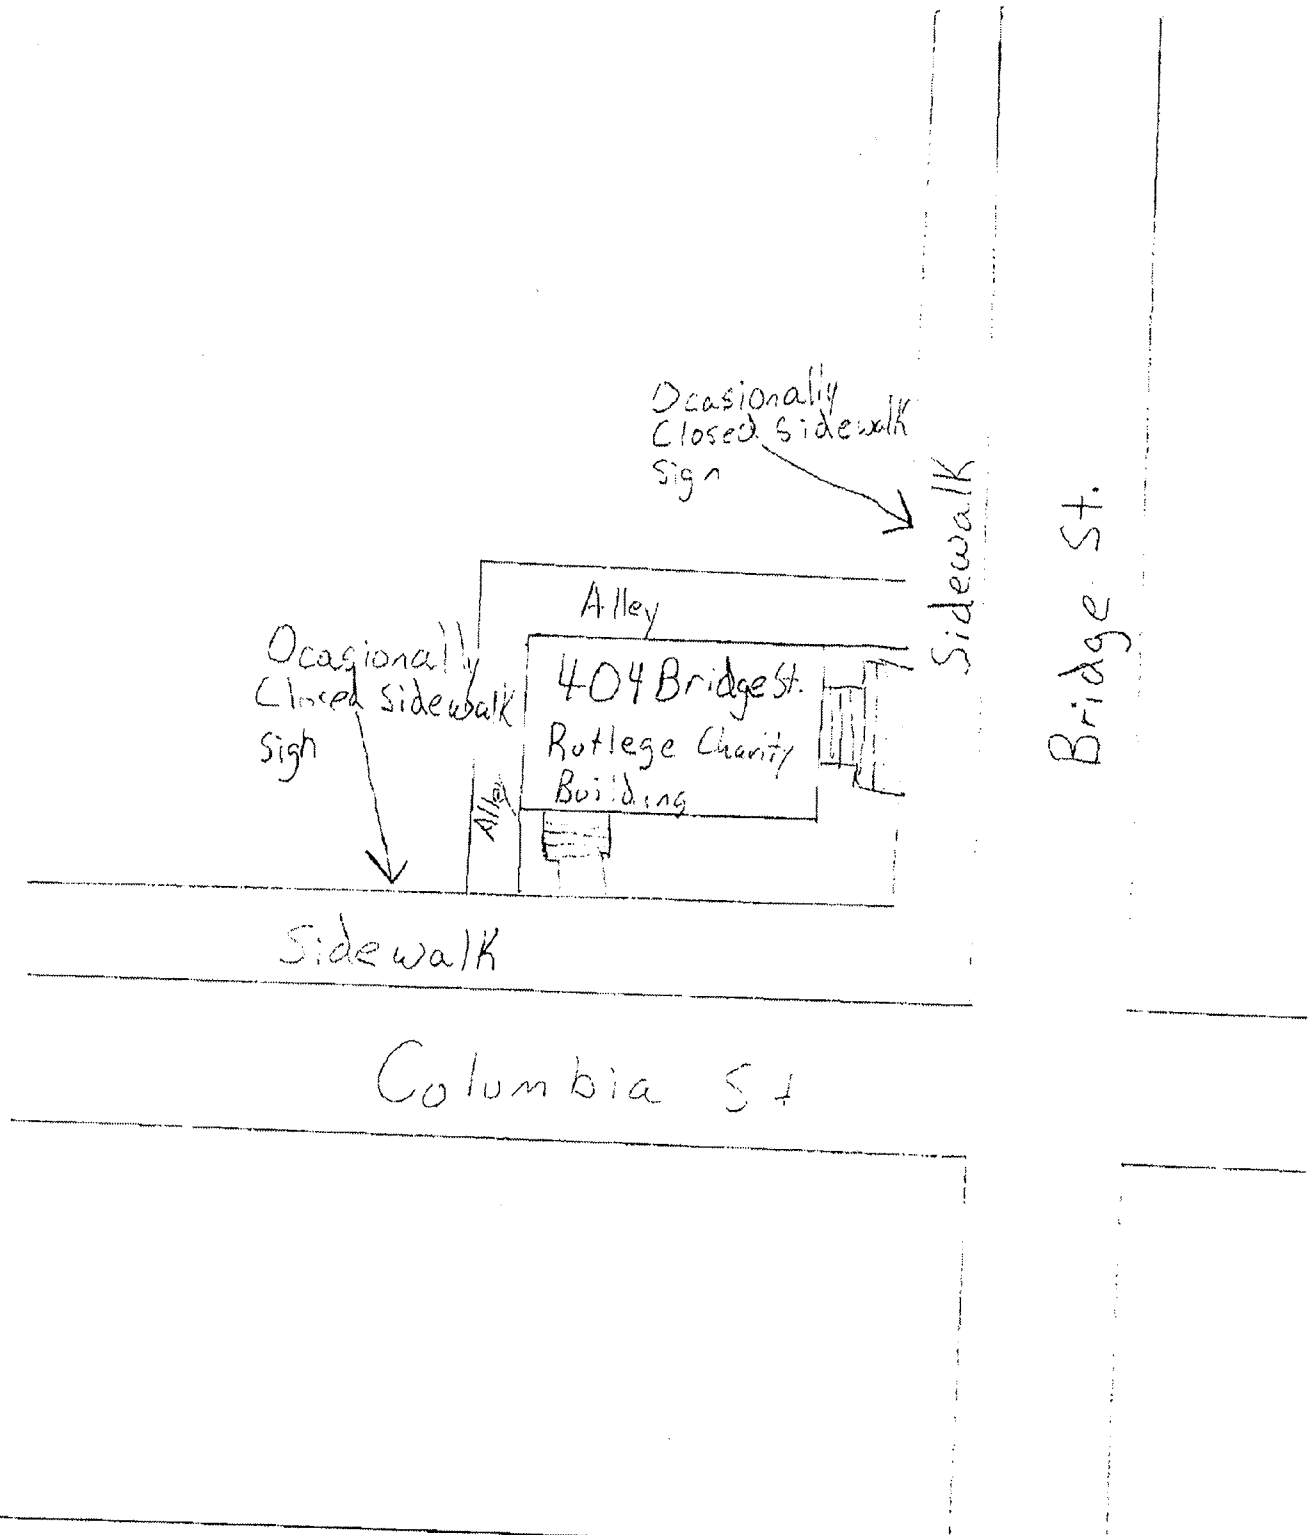 Ocasionally
Closed Sidewalk
Sign
Sidewalk
Bridge St.
Alley
Ocasionally
Closed Sidewalk
Sign
404 Bridge St.
Rutlege Charity
Building
Alley
Sidewalk
Columbia St